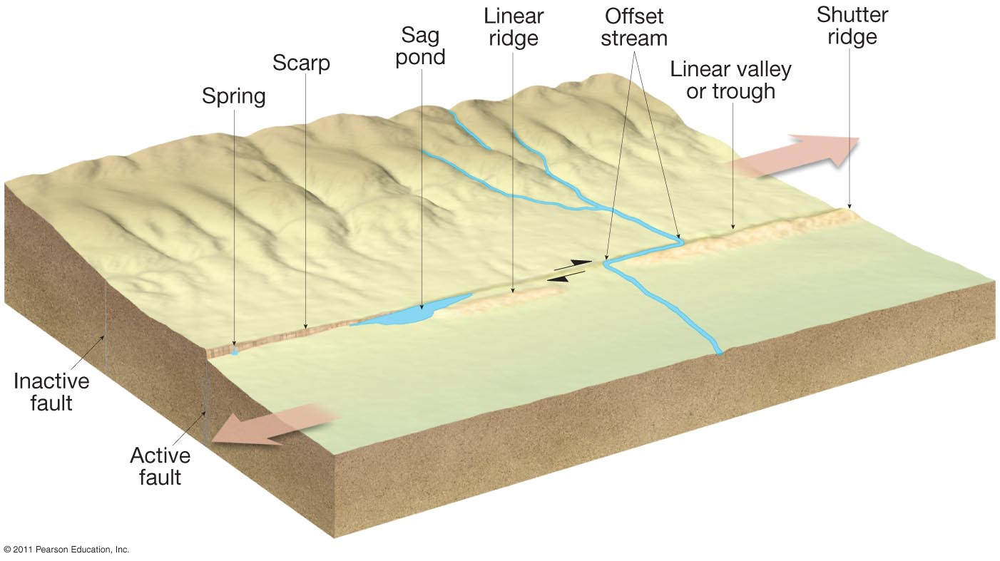 Spring
Scarp
Sag
pond
Linear
ridge
Offset
stream
Linear valley
or trough
Shutter
ridge
Inactive
fault
Active
fault
© 2011 Pearson Education, Inc.